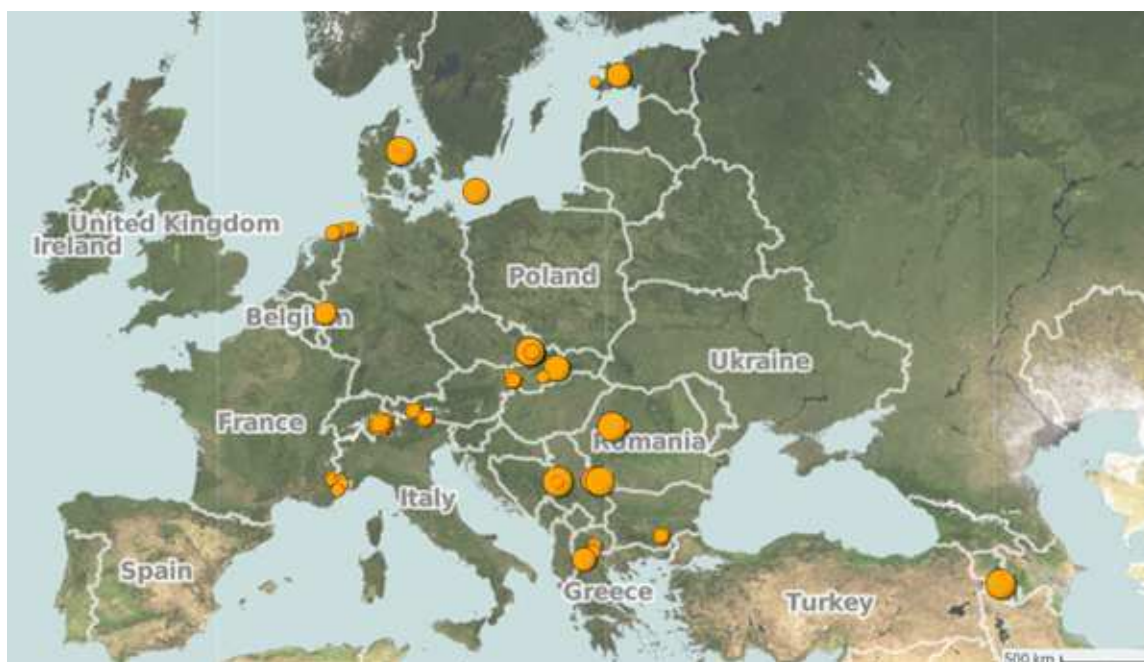 United Kingdom
Ireland
Poland
Belgium
Ukraine
France
Romania
Italy
Spain
Greece
Turkey
500 km